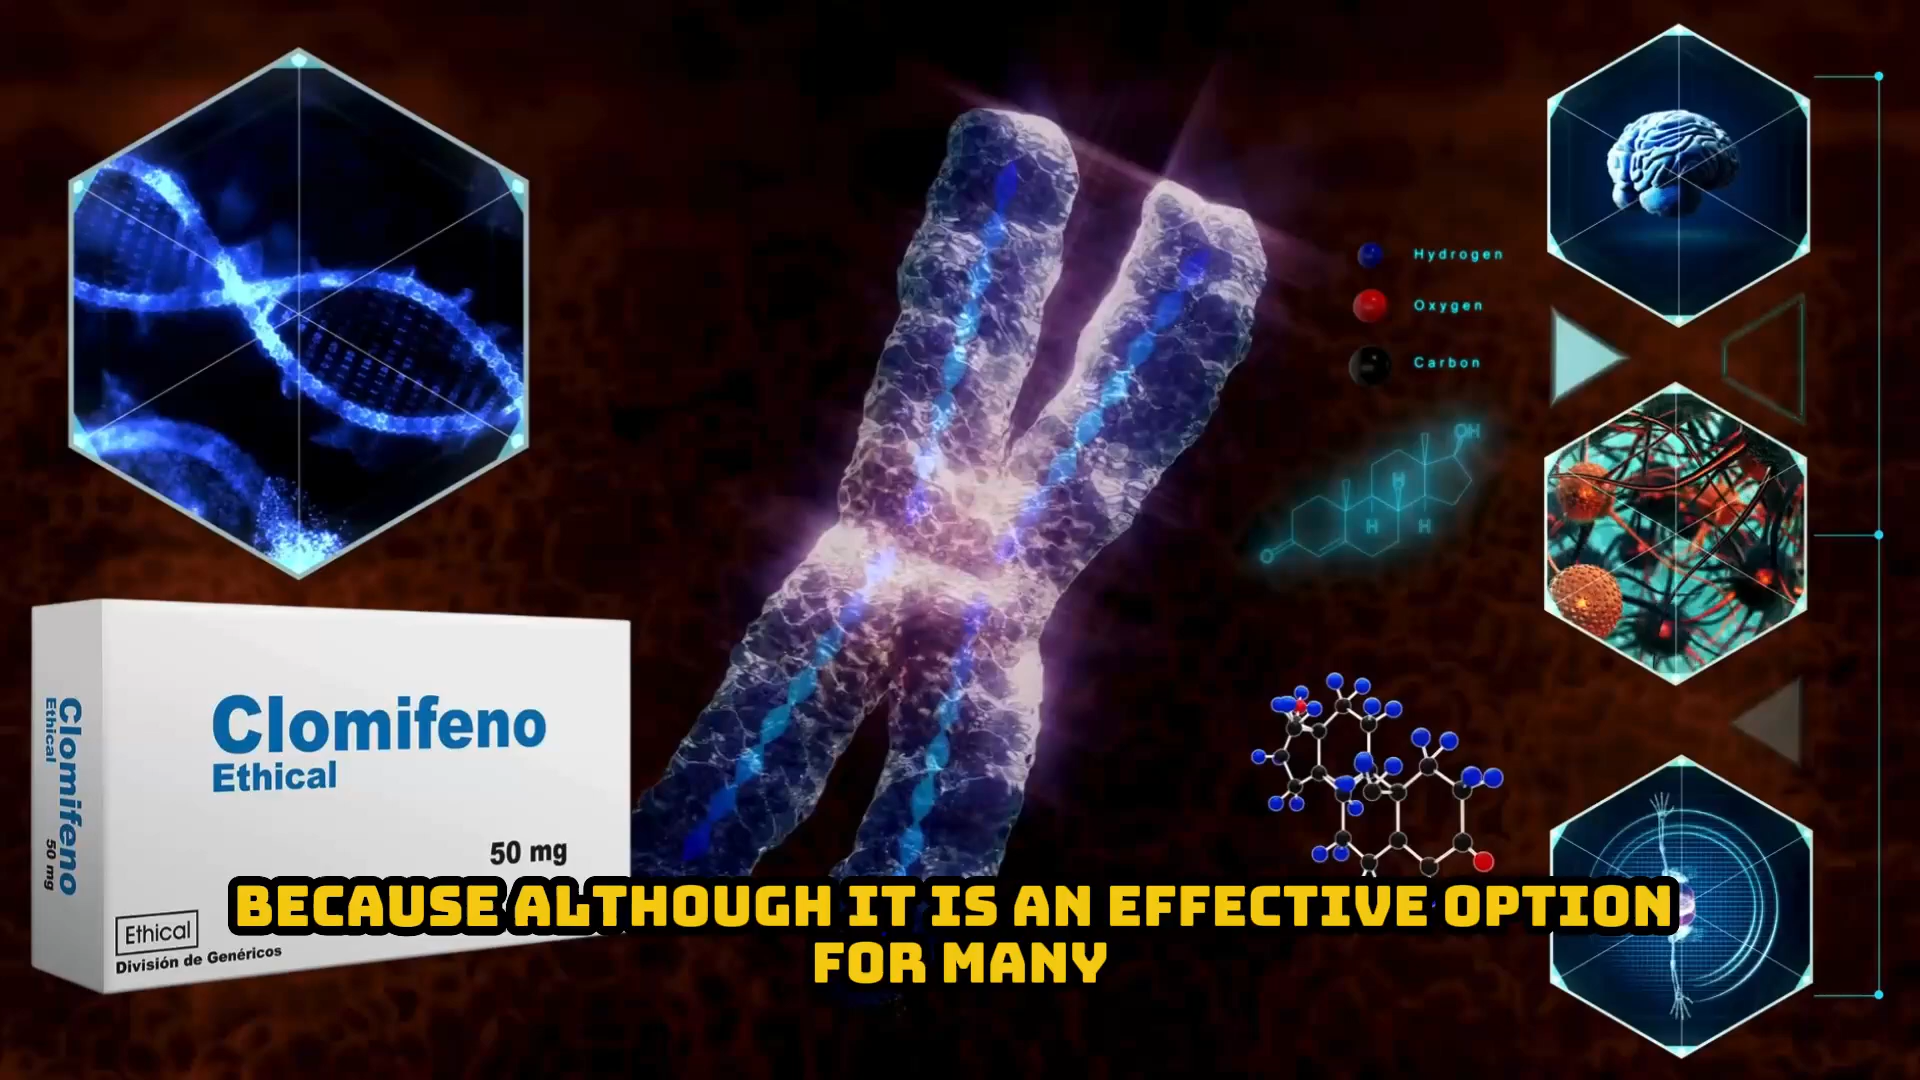 Hydrogen
Oxygen
Carbon
OH
H
H
H
O
Clomifeno
Ethical
50 mg
Clomifeno
Ethical
50 mg
Ethical
División de Genéricos
BECAUSE ALTHOUGH IT IS AN EFFECTIVE OPTION
FOR MANY